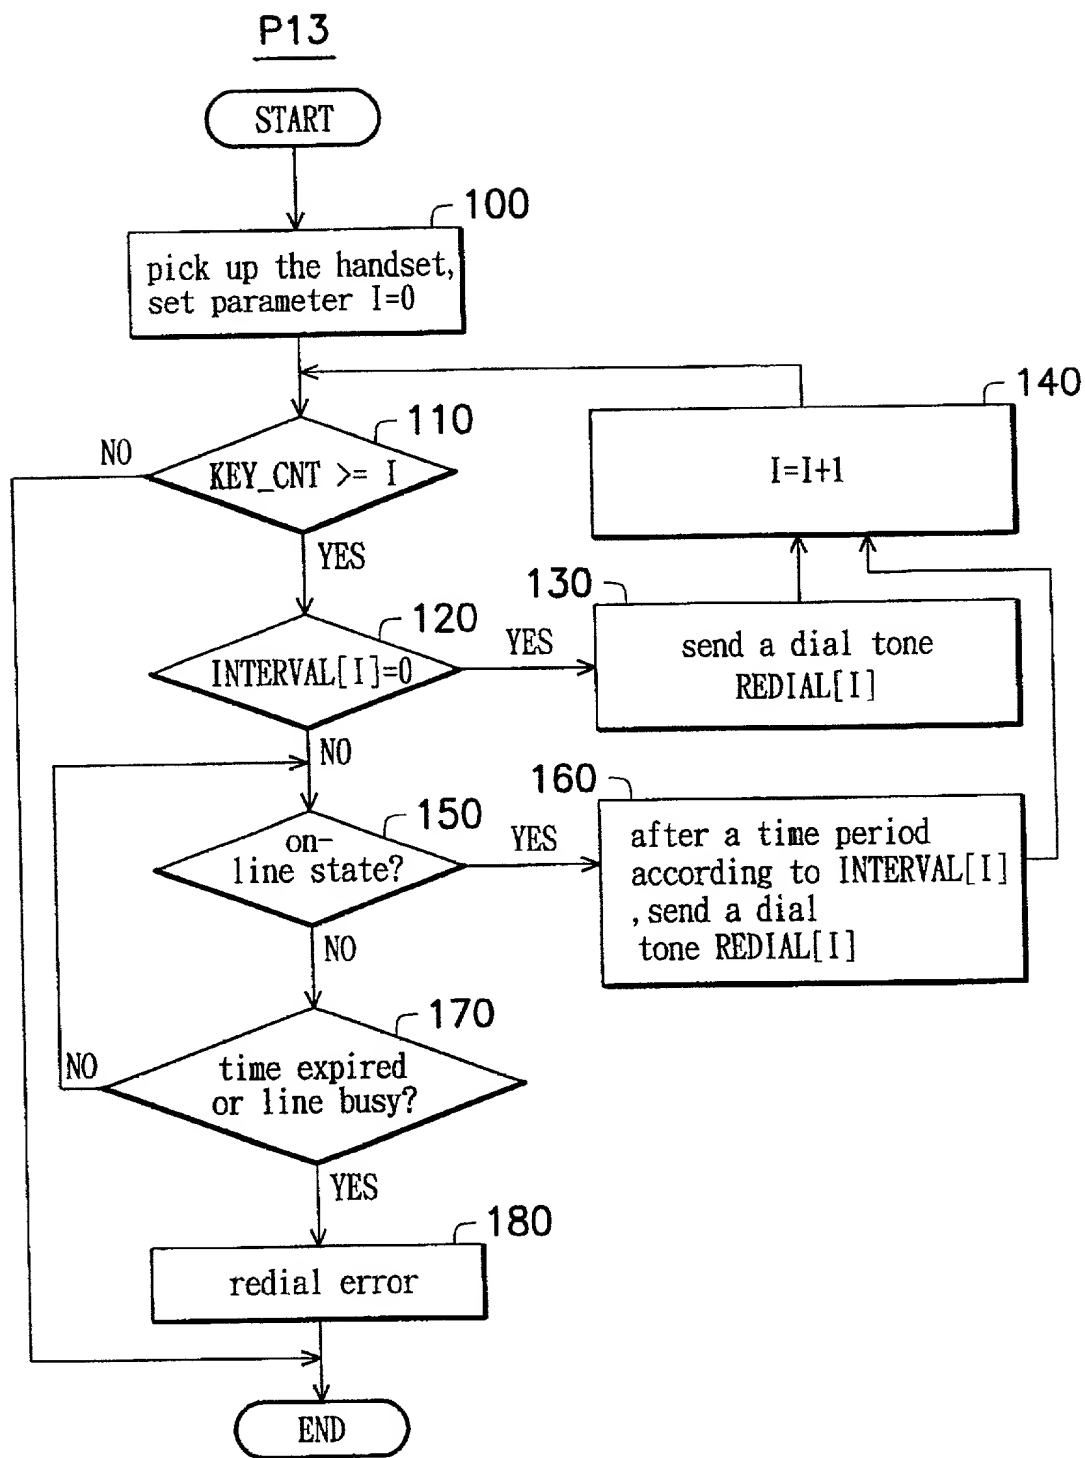 P13
START
100
pick up the handset,
set parameter I=0
140
I=I+1
110
NO
KEY_CNT >= I
YES
120
INTERVAL[I]=0
YES
130
send a dial tone
REDIAL[I]
NO
150
on-
line state?
YES
160
after a time period
according to INTERVAL[I]
,send a dial
tone REDIAL[I]
NO
170
NO
time expired
or line busy?
YES
180
redial error
END